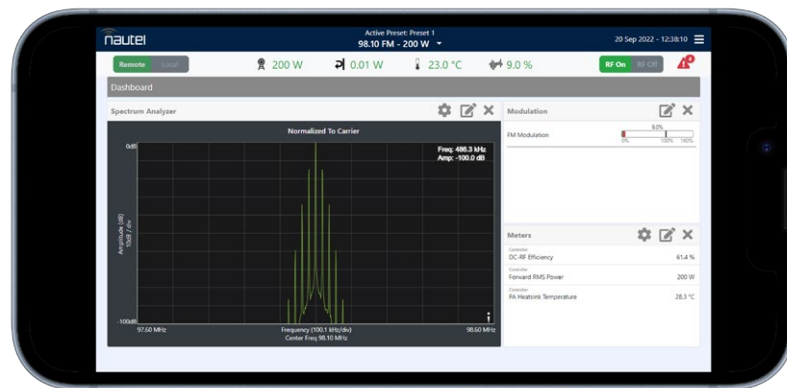 nautel
Active Preset: Preset 1
98.10 FM - 200 W
20 Sep 2022 - 12:38:10
Remote Local
200 W
0.01 W
23.0 °C
9.0 %
RF On RF Off
Dashboard
Spectrum Analyzer
Normalized To Carrier
0dB
Freq: 486.3 kHz
Amp: -100.0 dB
Amplitude (dB)
10dB / div
-100dB
97.60 MHz
Frequency (100.1 kHz/div)
98.60 MHz
Center Freq 98.10 MHz
Modulation
FM Modulation
9.0%
0% 100% 140%
Meters
Controller
DC-RF Efficiency
61.4 %
Controller
Forward RMS Power
200 W
Controller
PA Heatsink Temperature
28.3 °C